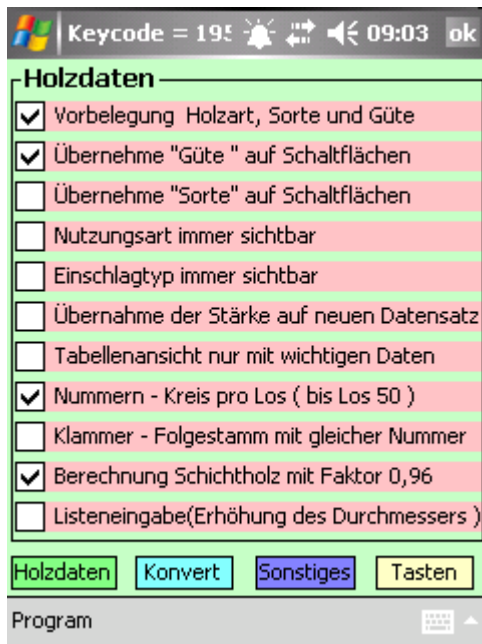 Keycode = 195 09:03 ok
Holzdaten
Vorbelegung Holzart, Sorte und Güte
Übernehme "Güte " auf Schaltflächen
Übernehme "Sorte" auf Schaltflächen
Nutzungsart immer sichtbar
Einschlagtyp immer sichtbar
Übernahme der Stärke auf neuen Datensatz
Tabellenansicht nur mit wichtigen Daten
Nummern - Kreis pro Los ( bis Los 50 )
Klammer - Folgestamm mit gleicher Nummer
Berechnung Schichtholz mit Faktor 0,96
Listeneingabe(Erhöhung des Durchmessers )
Holzdaten Konvert Sonstiges Tasten
Program